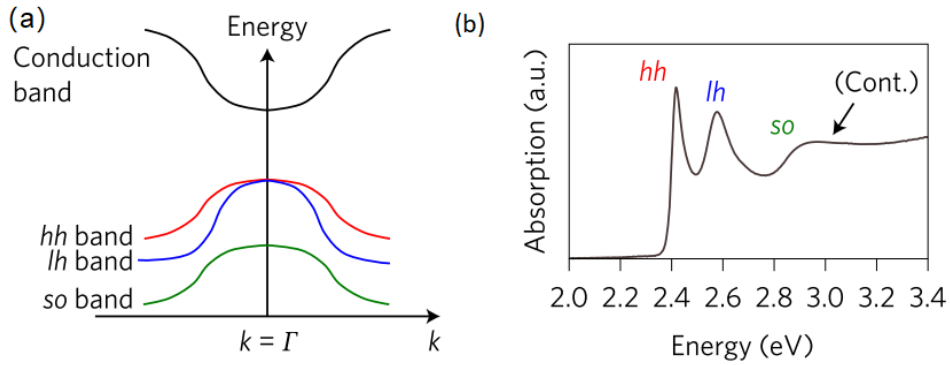 (a)
Energy
Conduction
band
hh band
lh band
so band
k = Γ
k
(b)
Absorption (a.u.)
hh
lh
so
(Cont.)
2.0 2.2 2.4 2.6 2.8 3.0 3.2 3.4
Energy (eV)